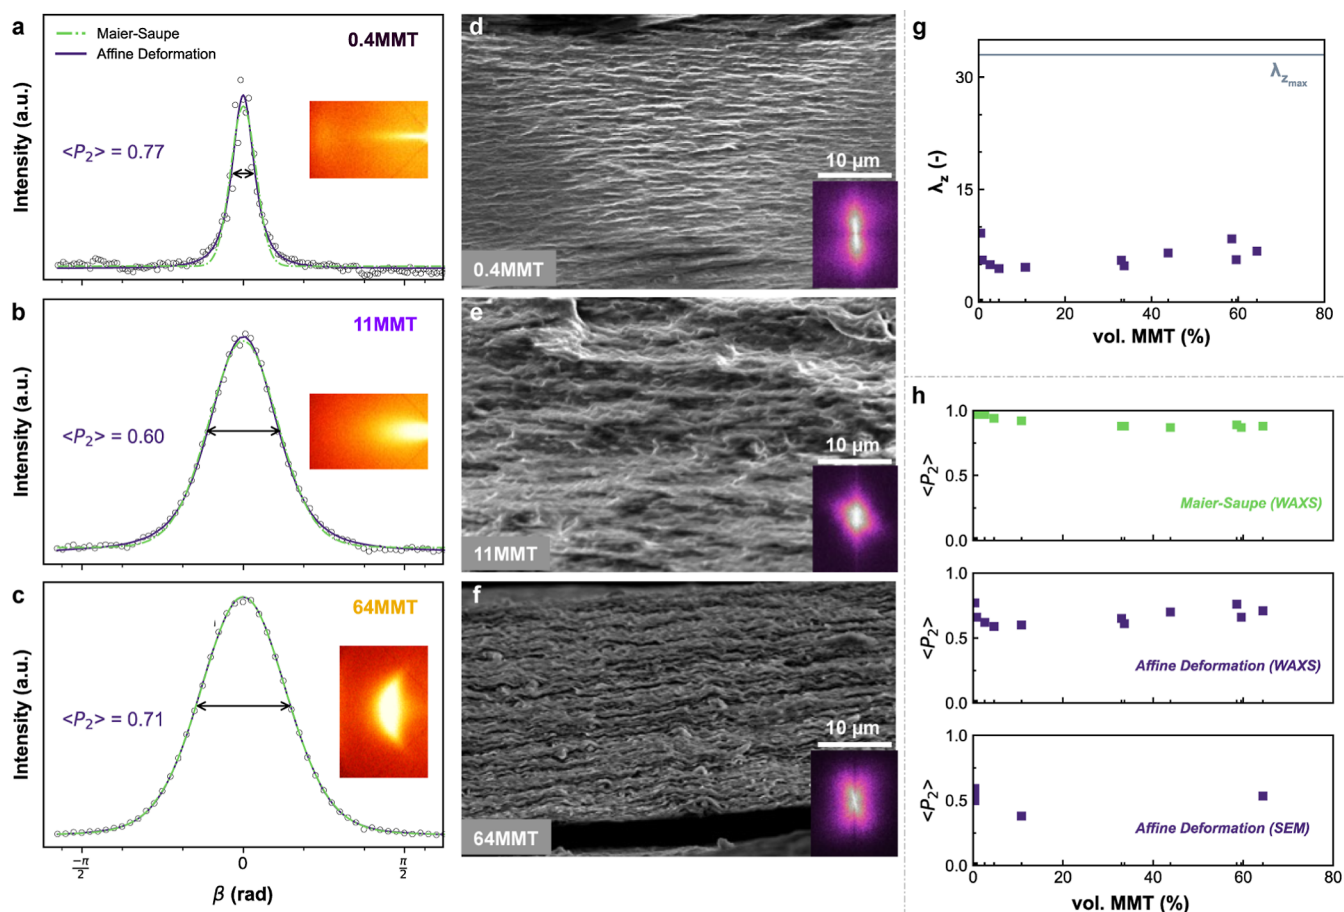 a
Maier-Saupe
Affine Deformation
0.4MMT
<P2> = 0.77
Intensity (a.u.)
b
11MMT
<P2> = 0.60
Intensity (a.u.)
c
64MMT
<P2> = 0.71
Intensity (a.u.)
-π/2
0
π/2
β (rad)
d
10 µm
0.4MMT
e
10 µm
11MMT
f
10 µm
64MMT
g
λzmax
30
15
0
λz (-)
0 20 40 60 80
vol. MMT (%)
h
1.0
0.5
0.0
<P2>
Maier-Saupe (WAXS)
1.0
0.5
0.0
<P2>
Affine Deformation (WAXS)
1.0
0.5
0.0
<P2>
Affine Deformation (SEM)
0 20 40 60 80
vol. MMT (%)